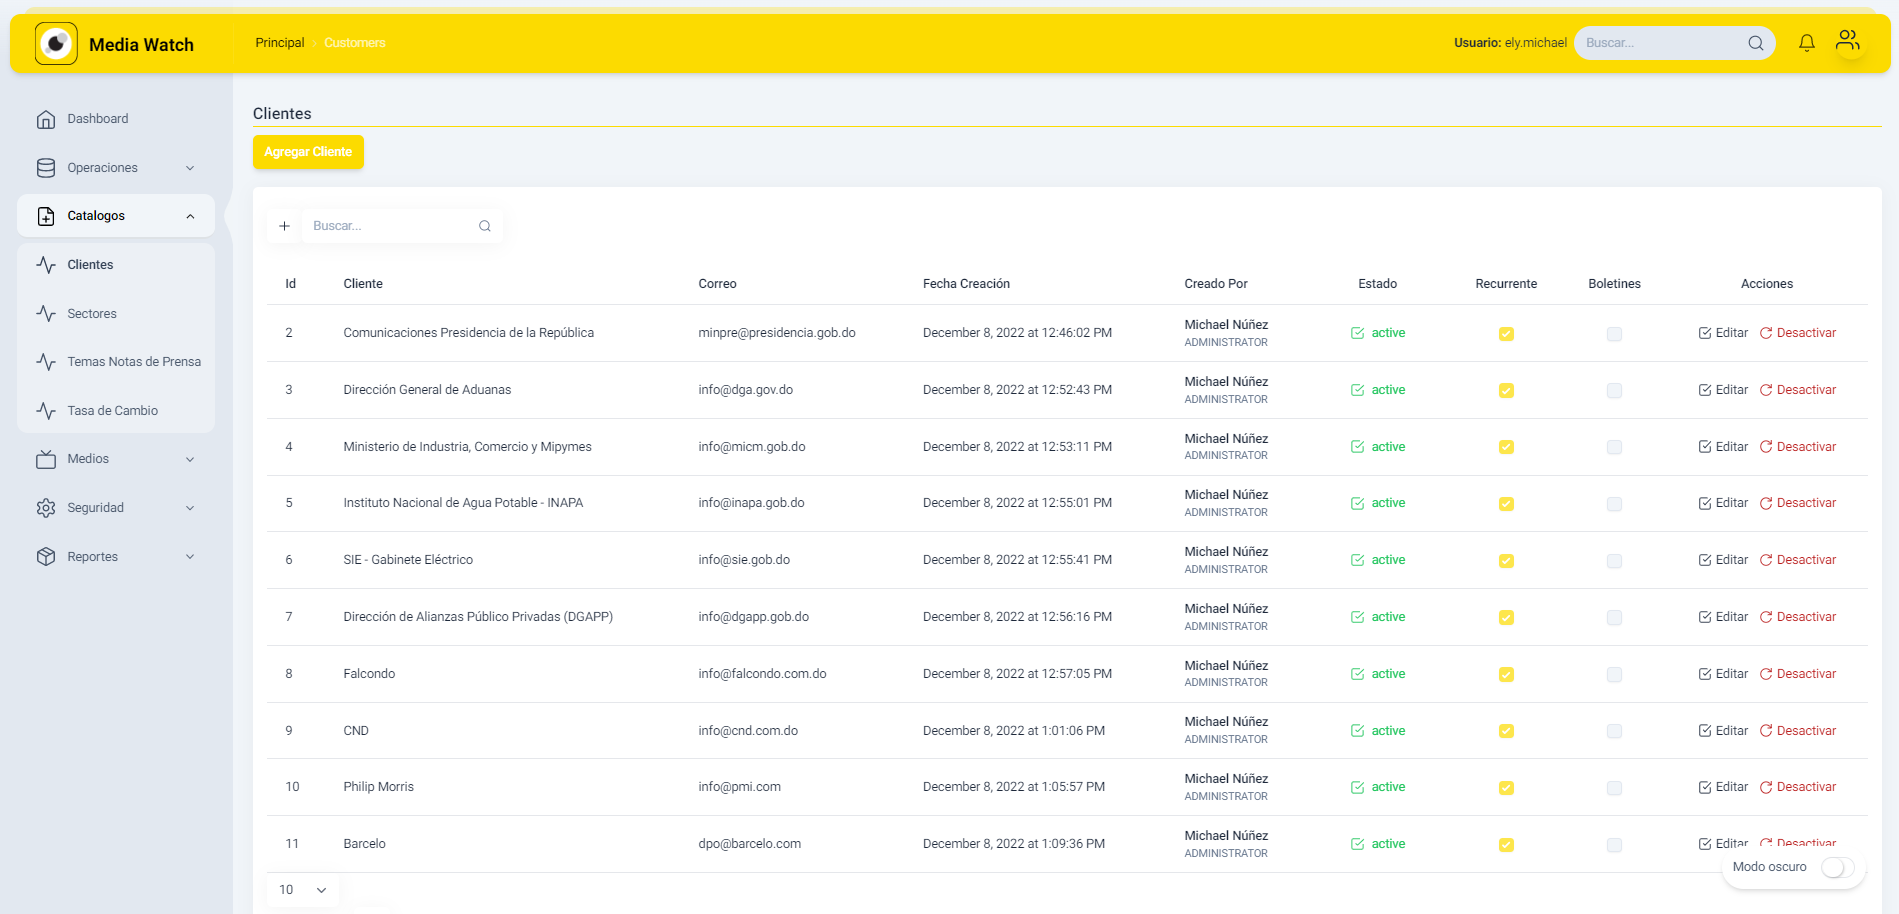 Media Watch
Principal > Customers
Usuario: ely.michael
Buscar...
Dashboard
Operaciones
Catalogos
Clientes
Sectores
Temas Notas de Prensa
Tasa de Cambio
Medios
Seguridad
Reportes
Clientes
Agregar Cliente
+ Buscar...
Id Cliente Correo Fecha Creación Creado Por Estado Recurrente Boletines Acciones
2 Comunicaciones Presidencia de la República minpre@presidencia.gob.do December 8, 2022 at 12:46:02 PM Michael Núñez active Editar Desactivar
ADMINISTRATOR
3 Dirección General de Aduanas info@dga.gov.do December 8, 2022 at 12:52:43 PM Michael Núñez active Editar Desactivar
ADMINISTRATOR
4 Ministerio de Industria, Comercio y Mipymes info@micm.gob.do December 8, 2022 at 12:53:11 PM Michael Núñez active Editar Desactivar
ADMINISTRATOR
5 Instituto Nacional de Agua Potable - INAPA info@inapa.gob.do December 8, 2022 at 12:55:01 PM Michael Núñez active Editar Desactivar
ADMINISTRATOR
6 SIE - Gabinete Eléctrico info@sie.gob.do December 8, 2022 at 12:55:41 PM Michael Núñez active Editar Desactivar
ADMINISTRATOR
7 Dirección de Alianzas Público Privadas (DGAPP) info@dgapp.gob.do December 8, 2022 at 12:56:16 PM Michael Núñez active Editar Desactivar
ADMINISTRATOR
8 Falcondo info@falcondo.com.do December 8, 2022 at 12:57:05 PM Michael Núñez active Editar Desactivar
ADMINISTRATOR
9 CND info@cnd.com.do December 8, 2022 at 1:01:06 PM Michael Núñez active Editar Desactivar
ADMINISTRATOR
10 Philip Morris info@pmi.com December 8, 2022 at 1:05:57 PM Michael Núñez active Editar Desactivar
ADMINISTRATOR
11 Barcelo dpo@barcelo.com December 8, 2022 at 1:09:36 PM Michael Núñez active Editar Desactivar
ADMINISTRATOR
Modo oscuro
10